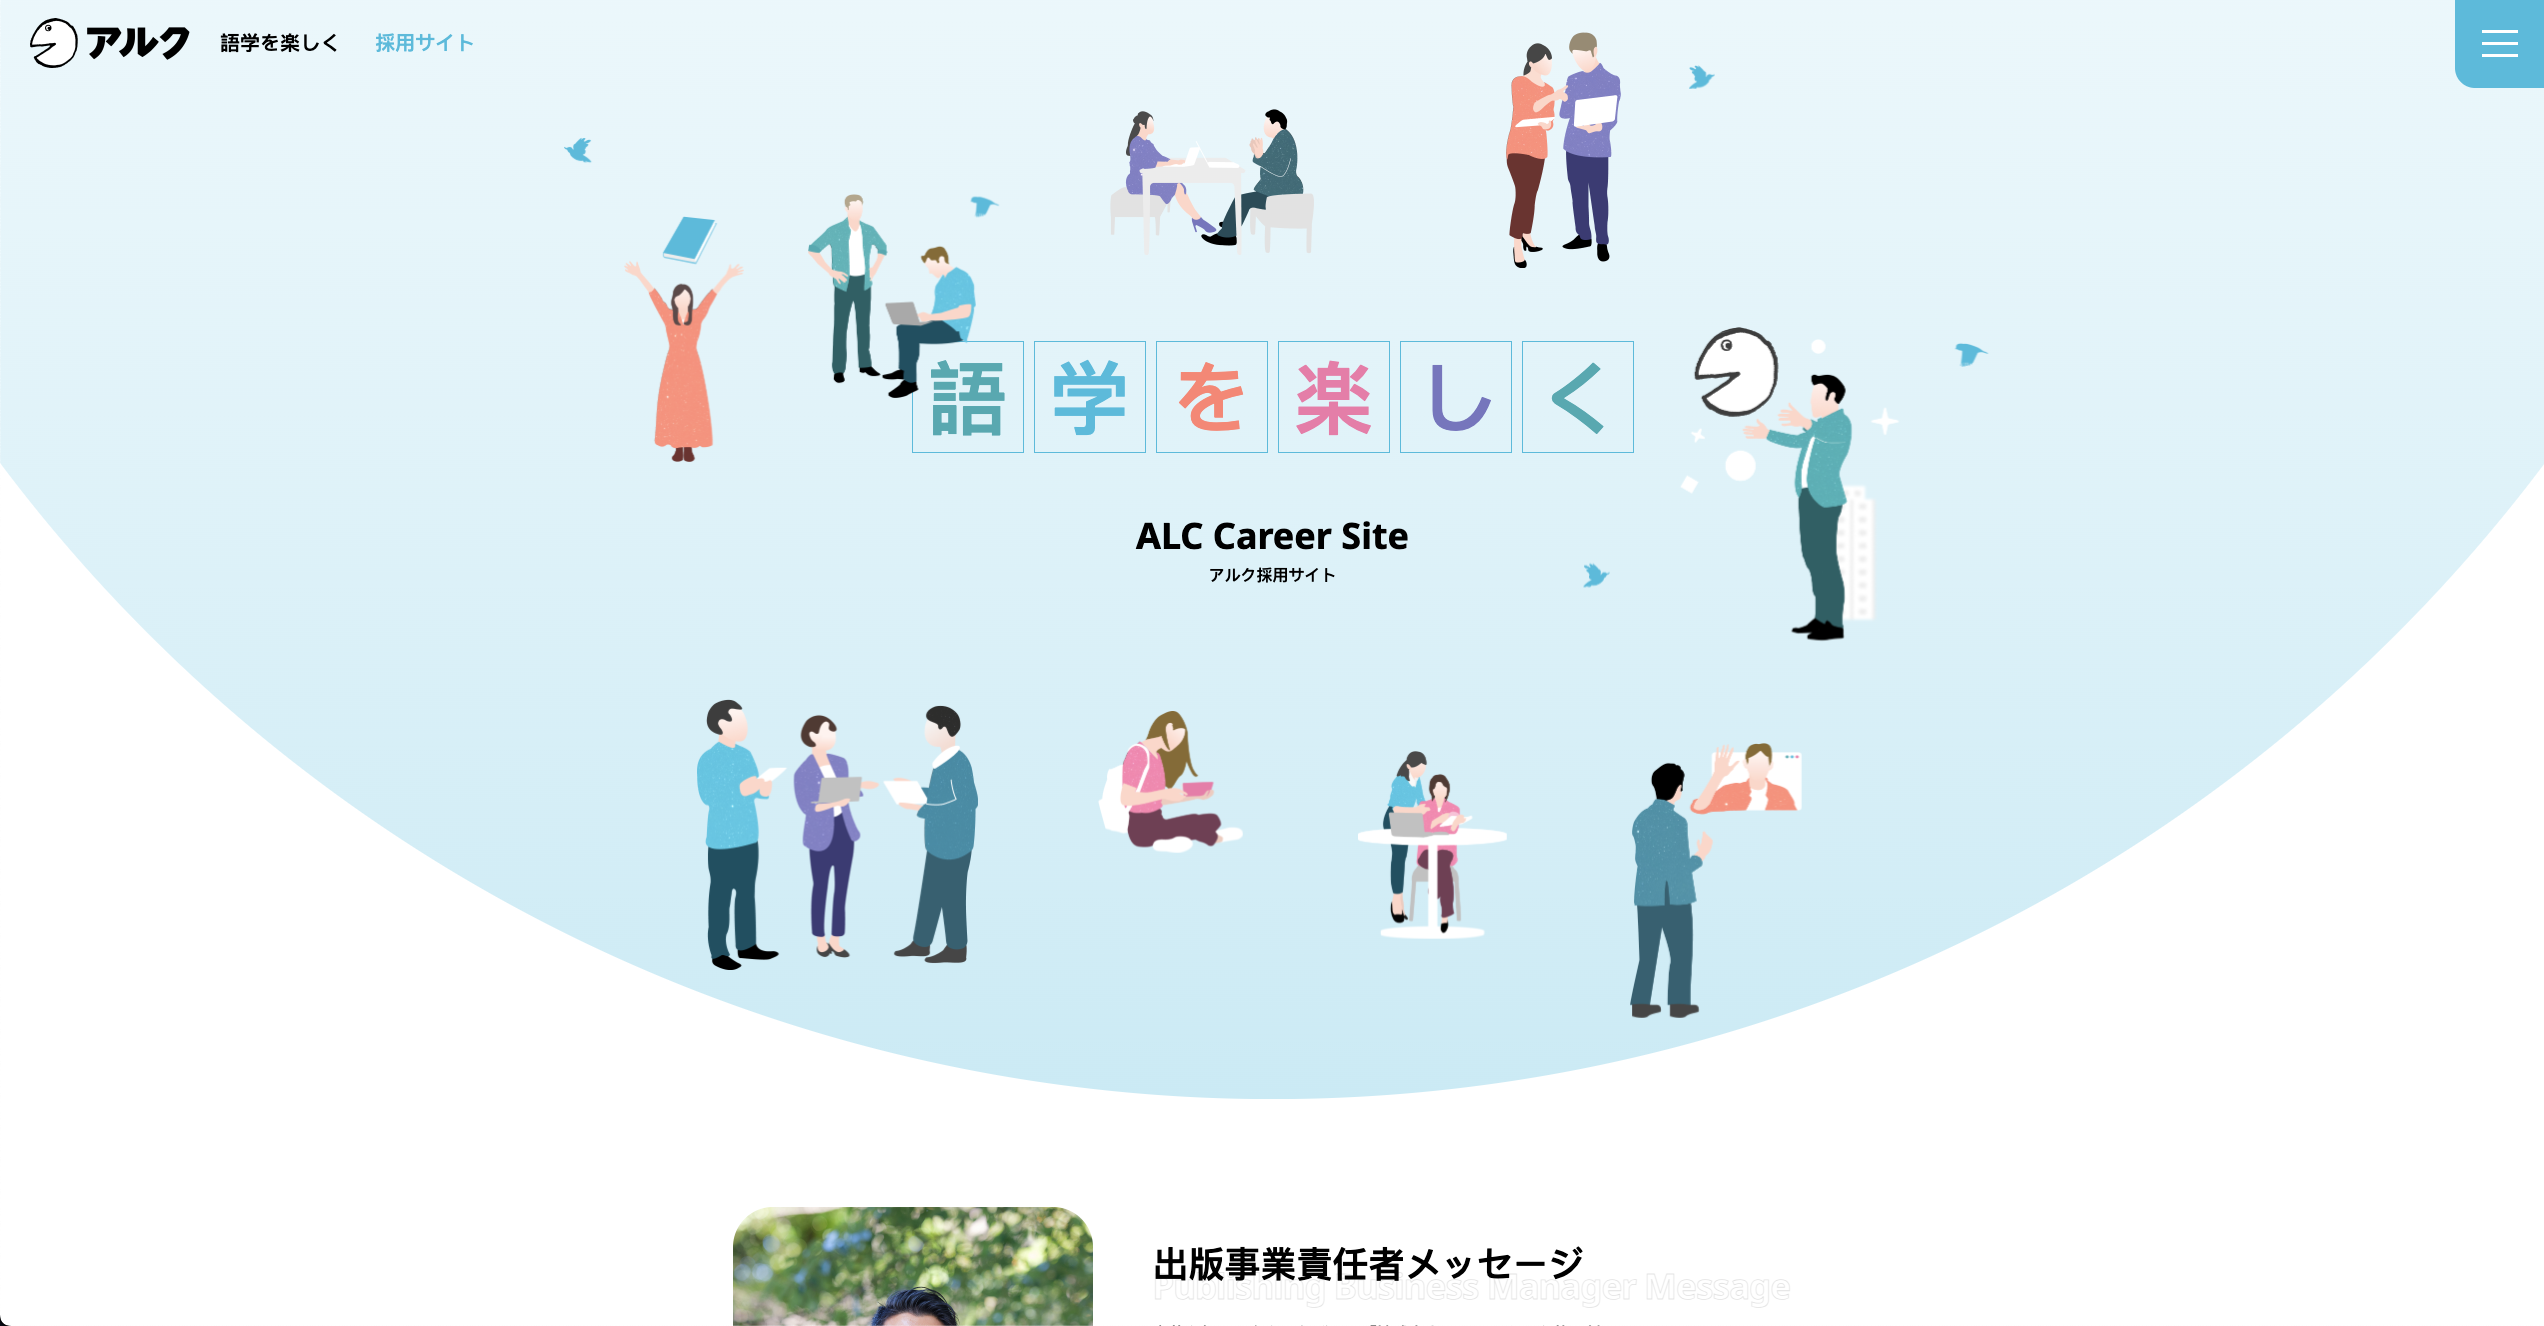 アルク 語学を楽しく 採用サイト
語学を楽しく
ALC Career Site
アルク採用サイト
出版事業責任者メッセージ
Publishing Business Manager Message